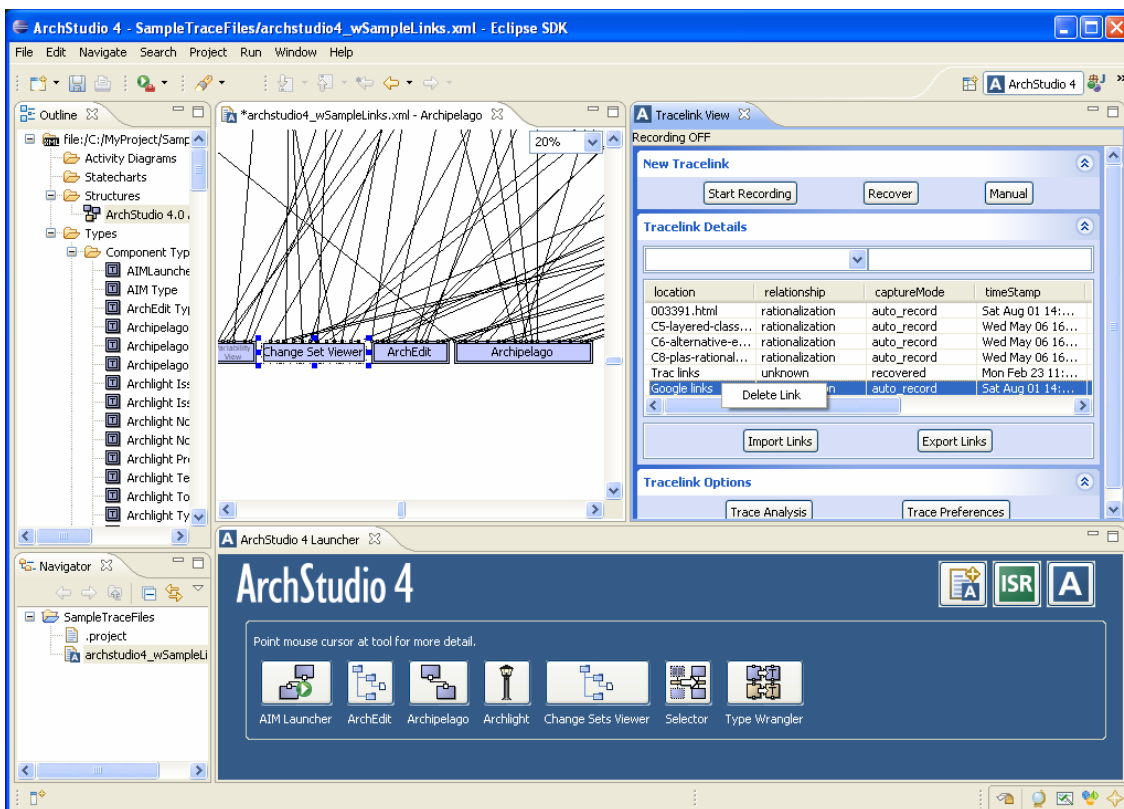 ArchStudio 4 - SampleTraceFiles/archstudio4_wSampleLinks.xml - Eclipse SDK
File Edit Navigate Search Project Run Window Help
ArchStudio 4
Outline
file:/C:/MyProject/Samp
Activity Diagrams
Statecharts
Structures
ArchStudio 4.0
Types
Component Typ
AIMLaunche
AIM Type
ArchEdit Typ
Archipelago
Archipelago
Archipelago
Archlight Iss
Archlight Iss
Archlight No
Archlight No
Archlight Pro
Archlight Te
Archlight To
Archlight Ty
*archstudio4_wSampleLinks.xml - Archipelago
20%
Variability View
Change Set Viewer
ArchEdit
Archipelago
Tracelink View
Recording OFF
New Tracelink
Start Recording Recover Manual
Tracelink Details
location relationship captureMode timeStamp
003391.html rationalization auto_record Sat Aug 01 14:...
C5-layered-class... rationalization auto_record Wed May 06 16...
C6-alternative-e... rationalization auto_record Wed May 06 16...
C8-plas-rational... rationalization auto_record Wed May 06 16...
Trac links unknown recovered Mon Feb 23 11:...
Google links auto_record Sat Aug 01 14:...
Delete Link
Import Links Export Links
Tracelink Options
Trace Analysis Trace Preferences
Navigator
SampleTraceFiles
.project
archstudio4_wSampleLi
ArchStudio 4 Launcher
ArchStudio 4
ISR
A
Point mouse cursor at tool for more detail.
AIM Launcher ArchEdit Archipelago Archlight Change Sets Viewer Selector Type Wrangler